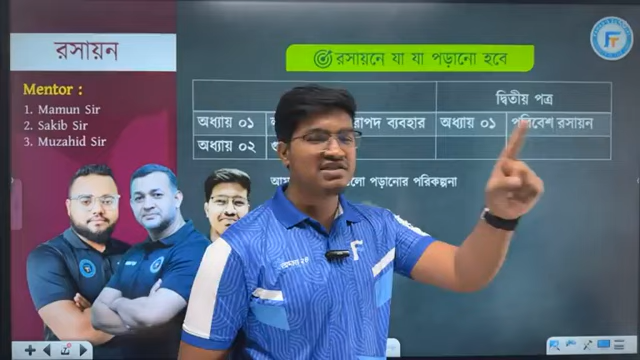 রসায়ন
Mentor :
1. Mamun Sir
2. Sakib Sir
3. Muzahid Sir
রসায়নে যা যা পড়ানো হবে
দ্বিতীয় পত্র
অধ্যায় ০১ ব্যবহার অধ্যায় ০১ পরিবেশ রসায়ন
অধ্যায় ০২
পড়ানোর পরিকল্পনা